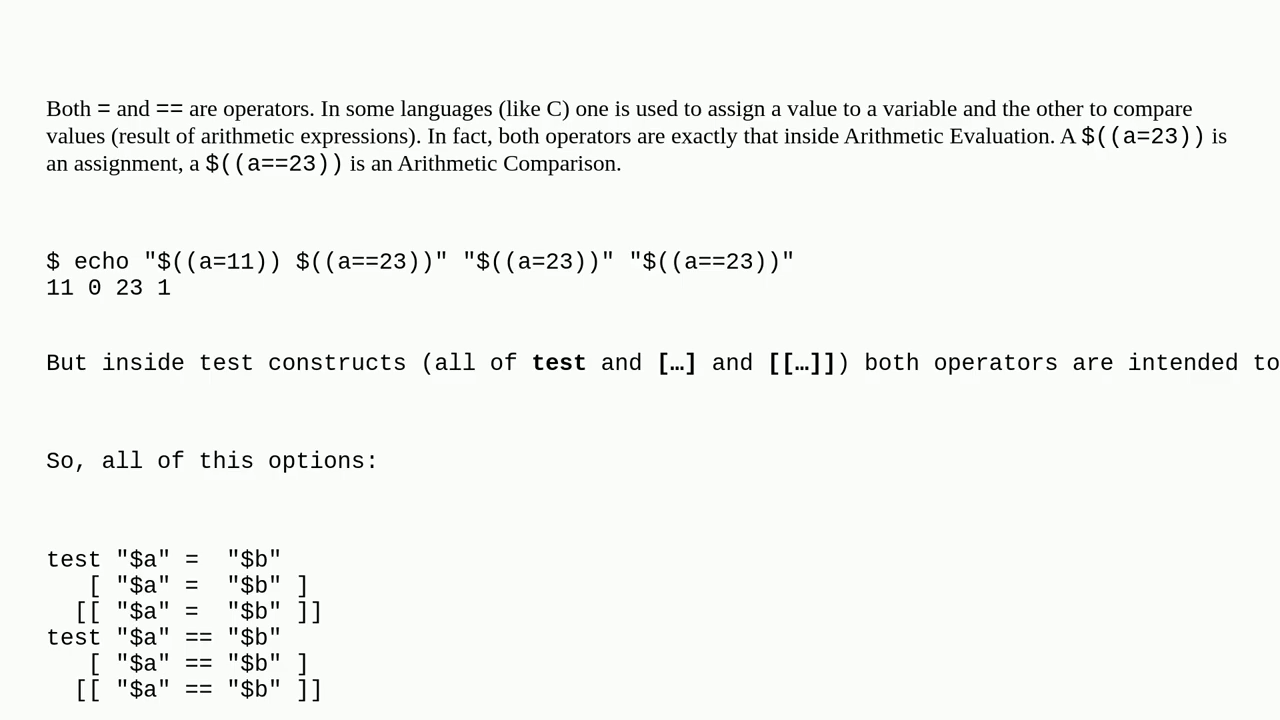 Both = and == are operators. In some languages (like C) one is used to assign a value to a variable and the other to compare
values (result of arithmetic expressions). In fact, both operators are exactly that inside Arithmetic Evaluation. A $((a=23)) is
an assignment, a $((a==23)) is an Arithmetic Comparison.
$ echo "$((a=11)) $((a==23))" "$((a=23))" "$((a==23))"
11 0 23 1
But inside test constructs (all of test and […] and [[…]]) both operators are intended to
So, all of this options:
test "$a" =  "$b"
   [ "$a" =  "$b" ]
  [[ "$a" =  "$b" ]]
test "$a" == "$b"
   [ "$a" == "$b" ]
  [[ "$a" == "$b" ]]